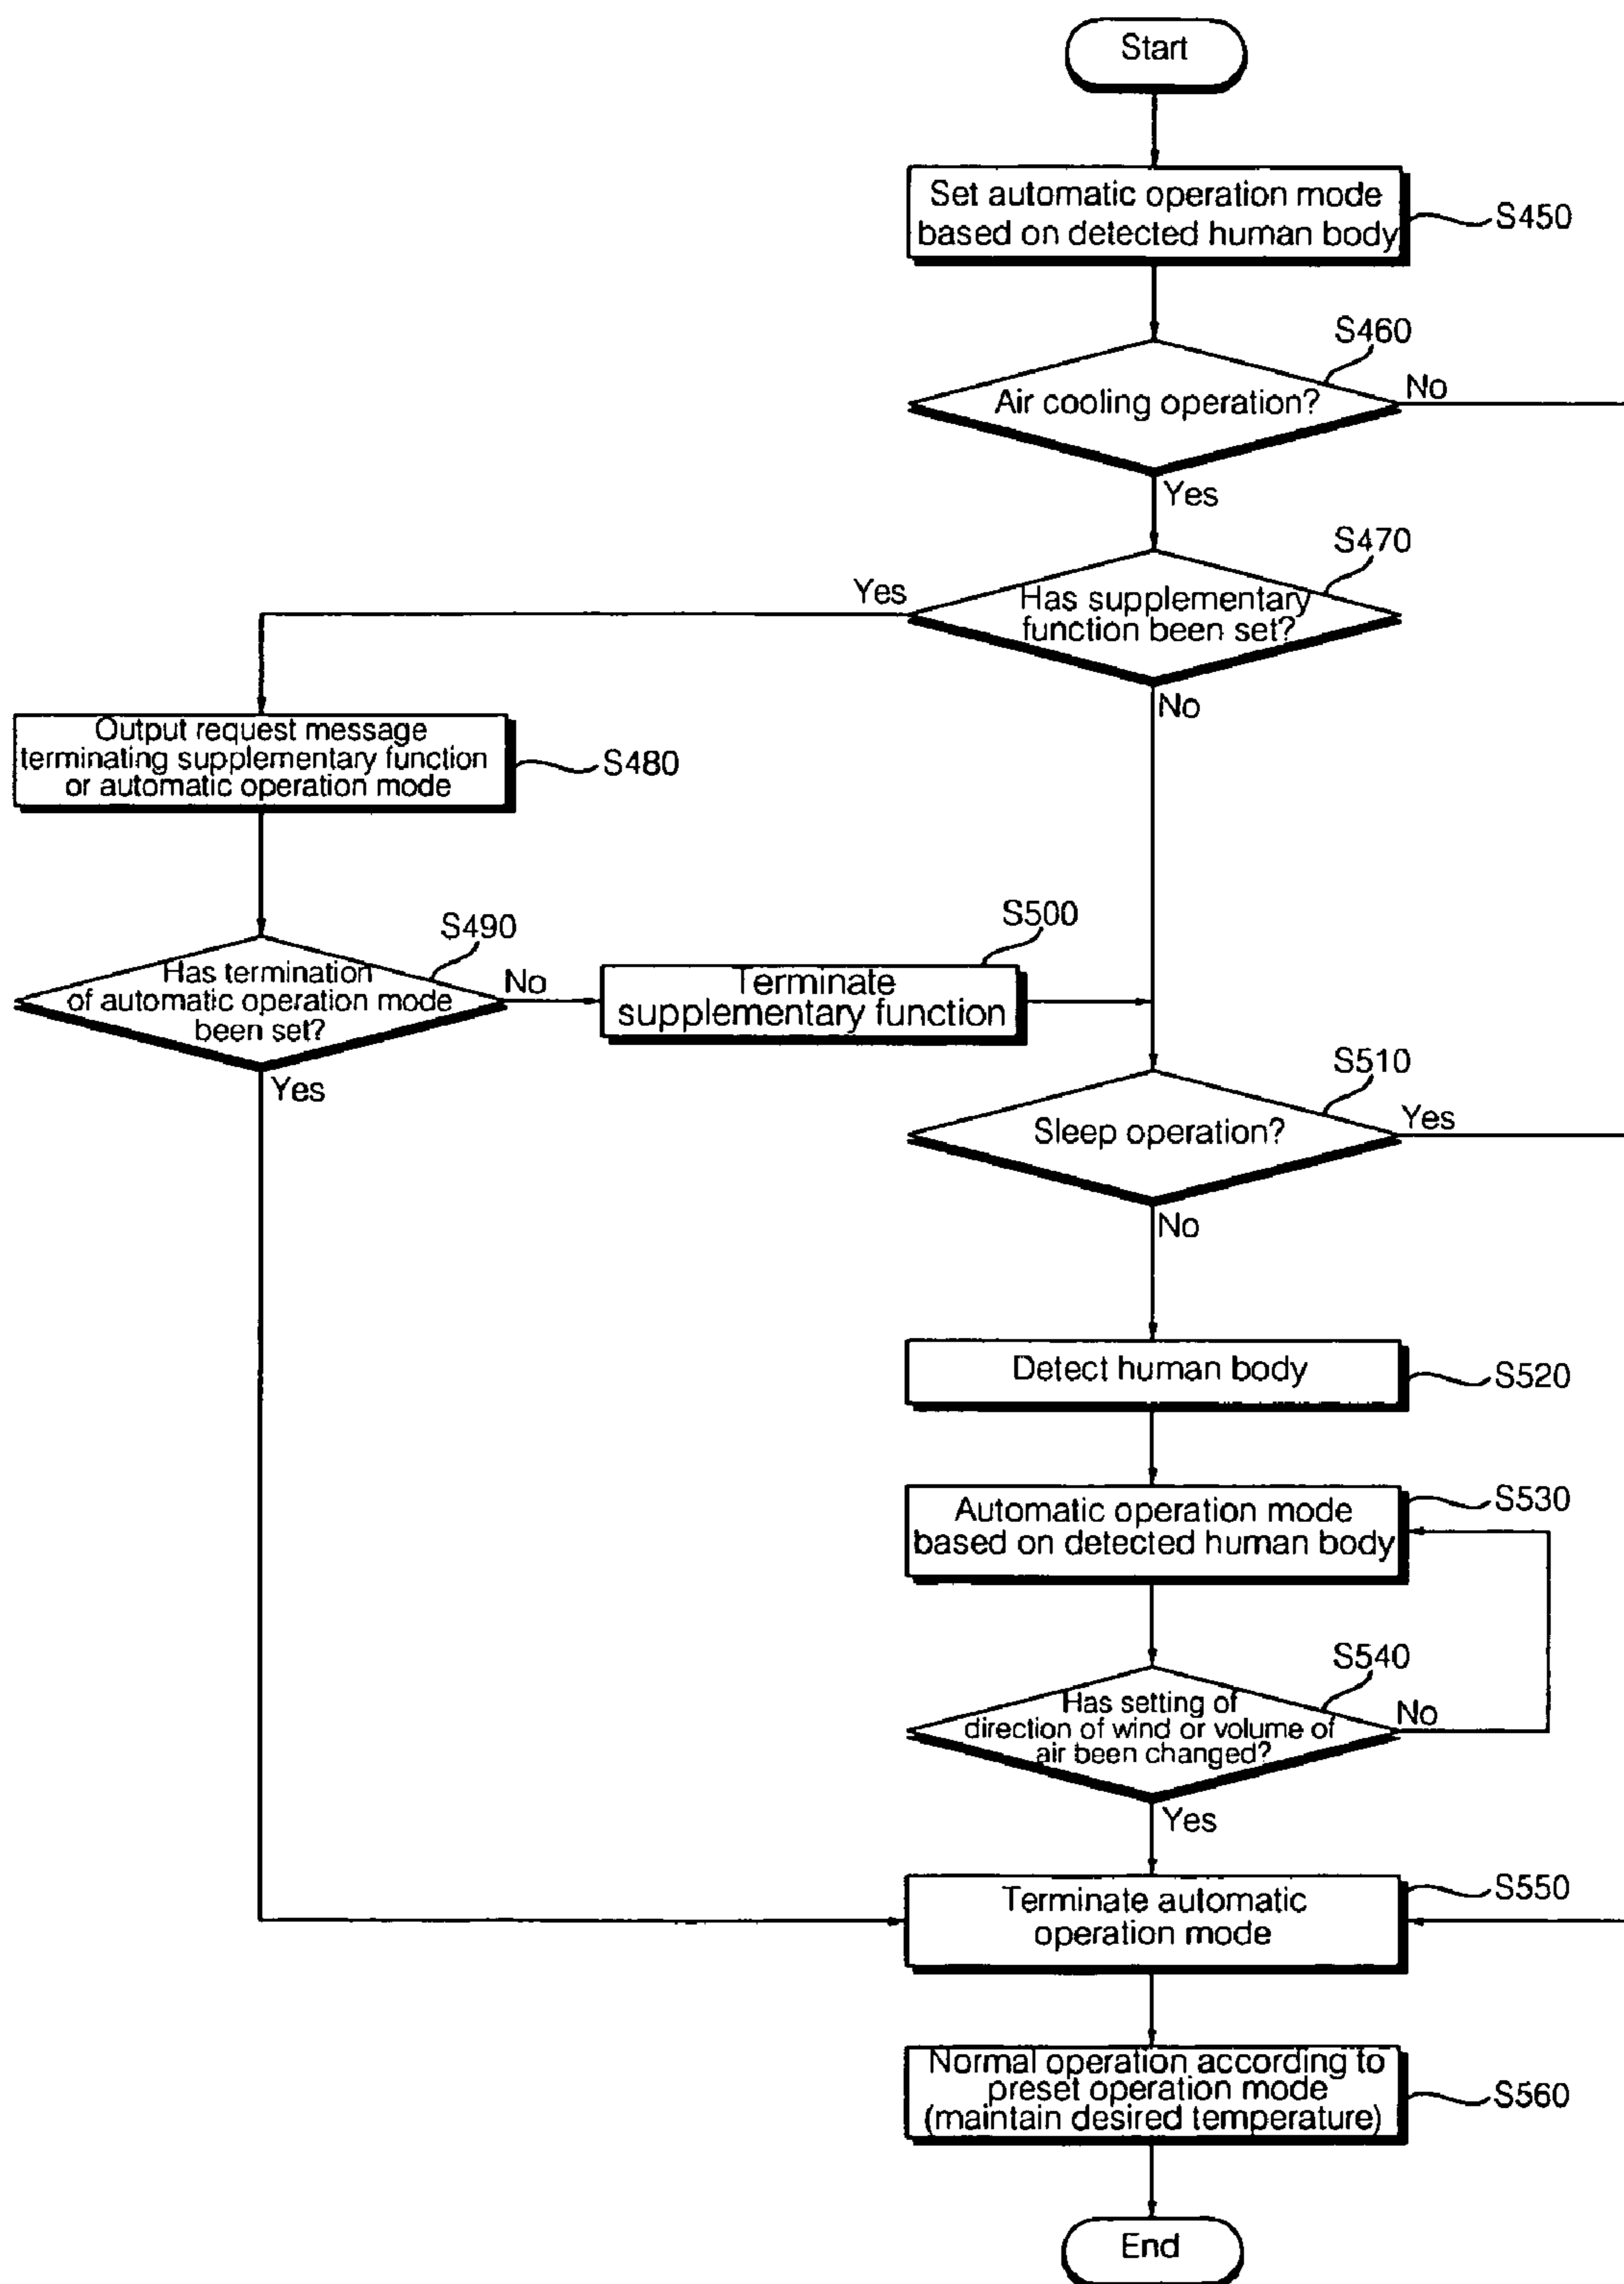 Start
Set automatic operation mode
based on detected human body
S450
S460
Air cooling operation?
No
Yes
S470
Yes
Has supplementary
function been set?
No
Output request message
terminating supplementary function
or automatic operation mode
S480
S490
Has termination
of automatic operation mode
been set?
No
Yes
S500
Terminate
supplementary function
S510
Sleep operation?
Yes
No
Detect human body
S520
Automatic operation mode
based on detected human body
S530
S540
Has setting of
direction of wind or volume of
air been changed?
No
Yes
Terminate automatic
operation mode
S550
Normal operation according to
preset operation mode
(maintain desired temperature)
S560
End